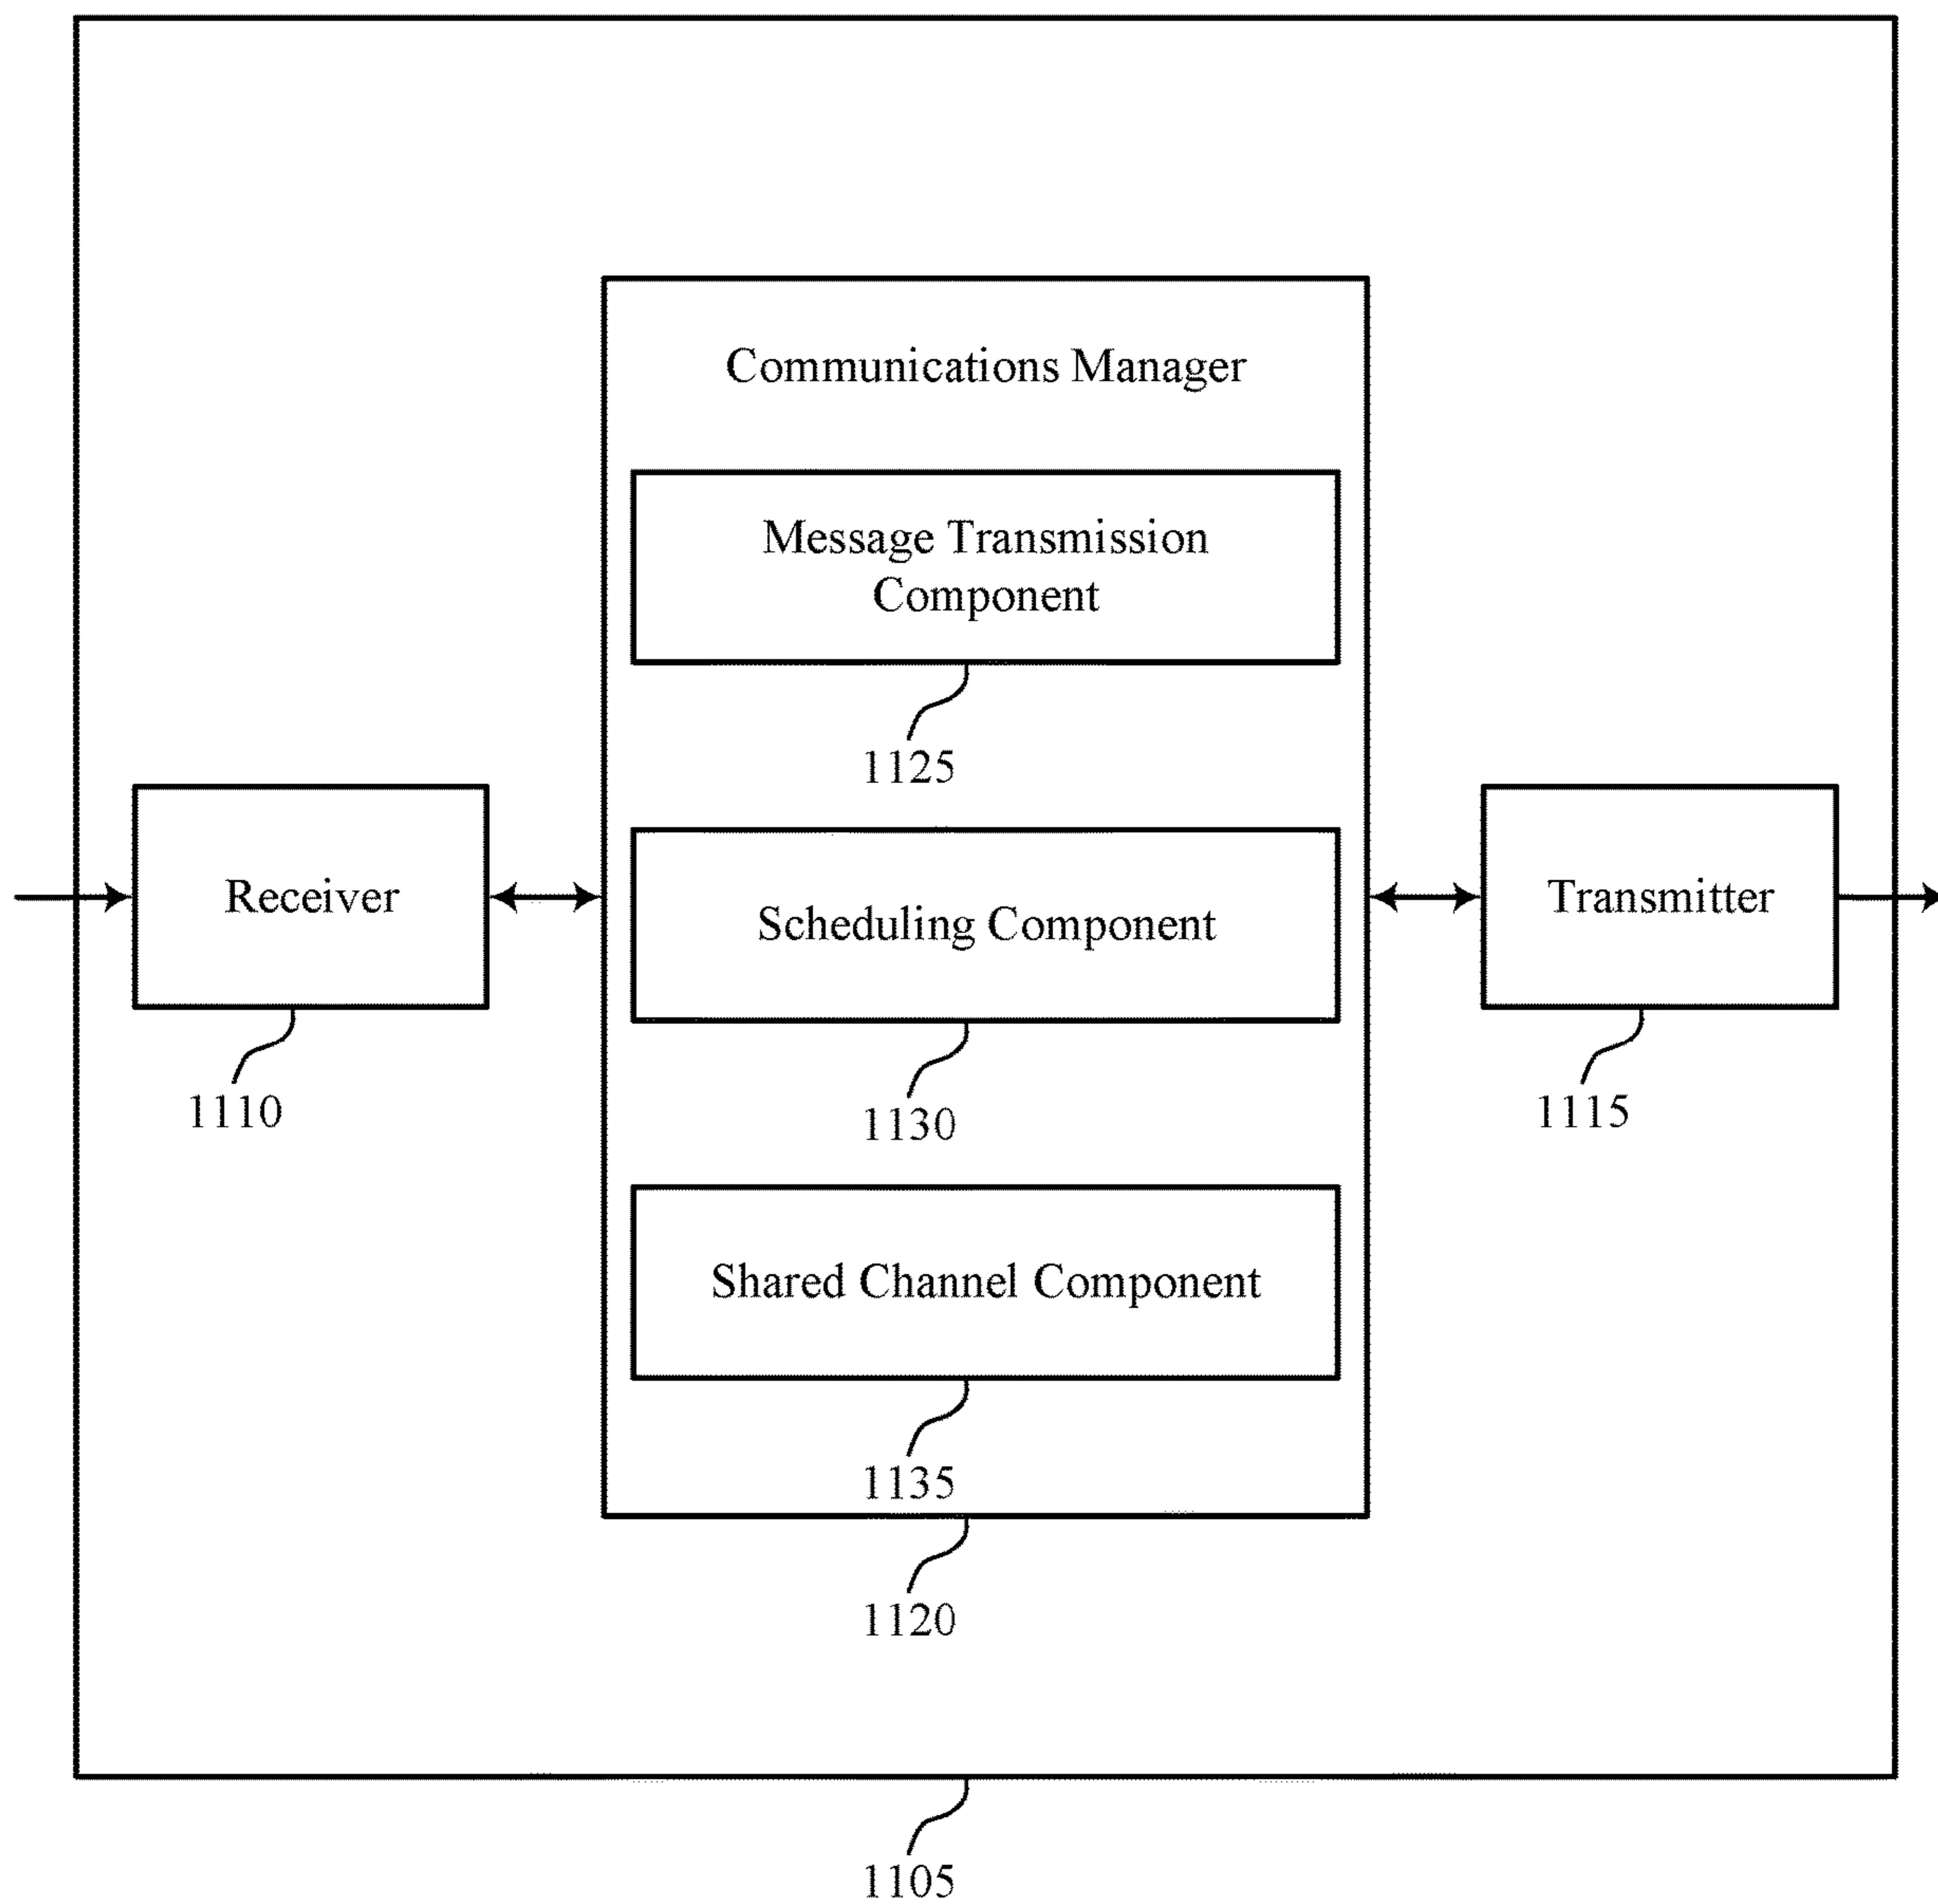 Communications Manager
Message Transmission
Component
1125
Receiver
1110
Scheduling Component
1130
Transmitter
1115
Shared Channel Component
1135
1120
1105